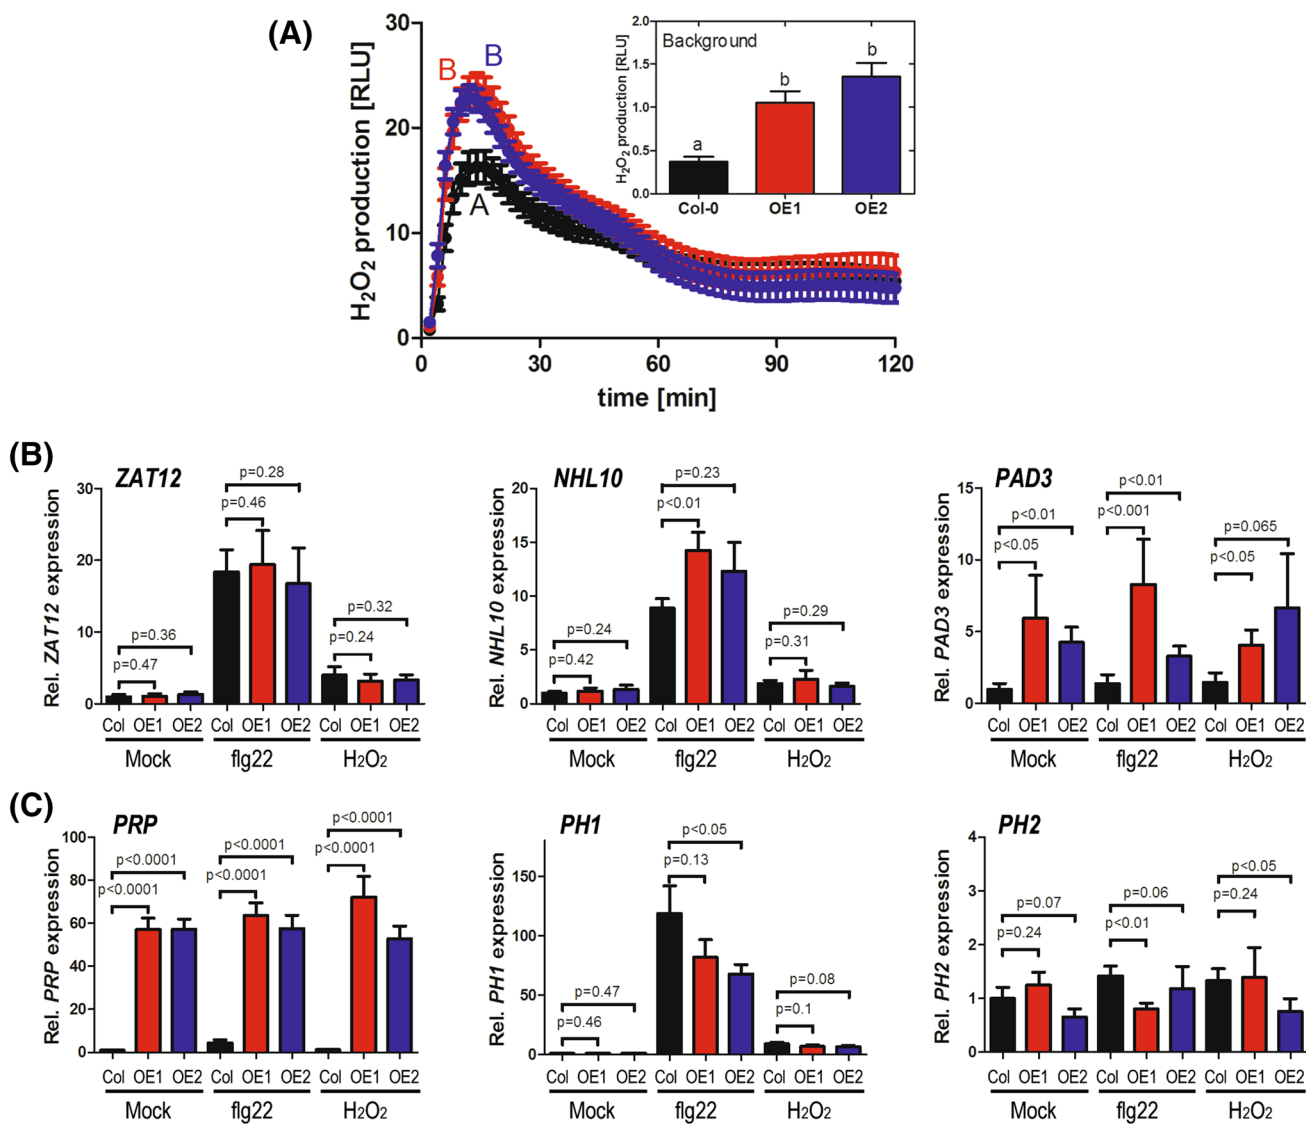 (A)
H2O2 production [RLU]
30
20
10
0
B
B
A
0
30
60
90
120
time [min]
H2O2 production [RLU]
2.0
1.5
1.0
0.5
0.0
Background
a
b
b
Col-0
OE1
OE2
(B)
ZAT12
Rel. ZAT12 expression
30
20
10
0
p=0.28
p=0.46
p=0.36
p=0.47
p=0.32
p=0.24
Col OE1 OE2 Col OE1 OE2 Col OE1 OE2
Mock flg22 H2O2
NHL10
Rel. NHL10 expression
20
15
10
5
0
p=0.23
p<0.01
p=0.24
p=0.42
p=0.29
p=0.31
Col OE1 OE2 Col OE1 OE2 Col OE1 OE2
Mock flg22 H2O2
PAD3
Rel. PAD3 expression
15
10
5
0
p<0.01
p<0.001
p<0.01
p<0.05
p=0.065
p<0.05
Col OE1 OE2 Col OE1 OE2 Col OE1 OE2
Mock flg22 H2O2
(C)
PRP
Rel. PRP expression
100
80
60
40
20
0
p<0.0001
p<0.0001
p<0.0001
p<0.0001
p<0.0001
p<0.0001
Col OE1 OE2 Col OE1 OE2 Col OE1 OE2
Mock flg22 H2O2
PH1
Rel. PH1 expression
150
100
50
0
p<0.05
p=0.13
p=0.47
p=0.46
p=0.08
p=0.1
Col OE1 OE2 Col OE1 OE2 Col OE1 OE2
Mock flg22 H2O2
PH2
Rel. PH2 expression
4
3
2
1
0
p<0.05
p=0.24
p=0.06
p<0.01
p=0.07
p=0.24
Col OE1 OE2 Col OE1 OE2 Col OE1 OE2
Mock flg22 H2O2